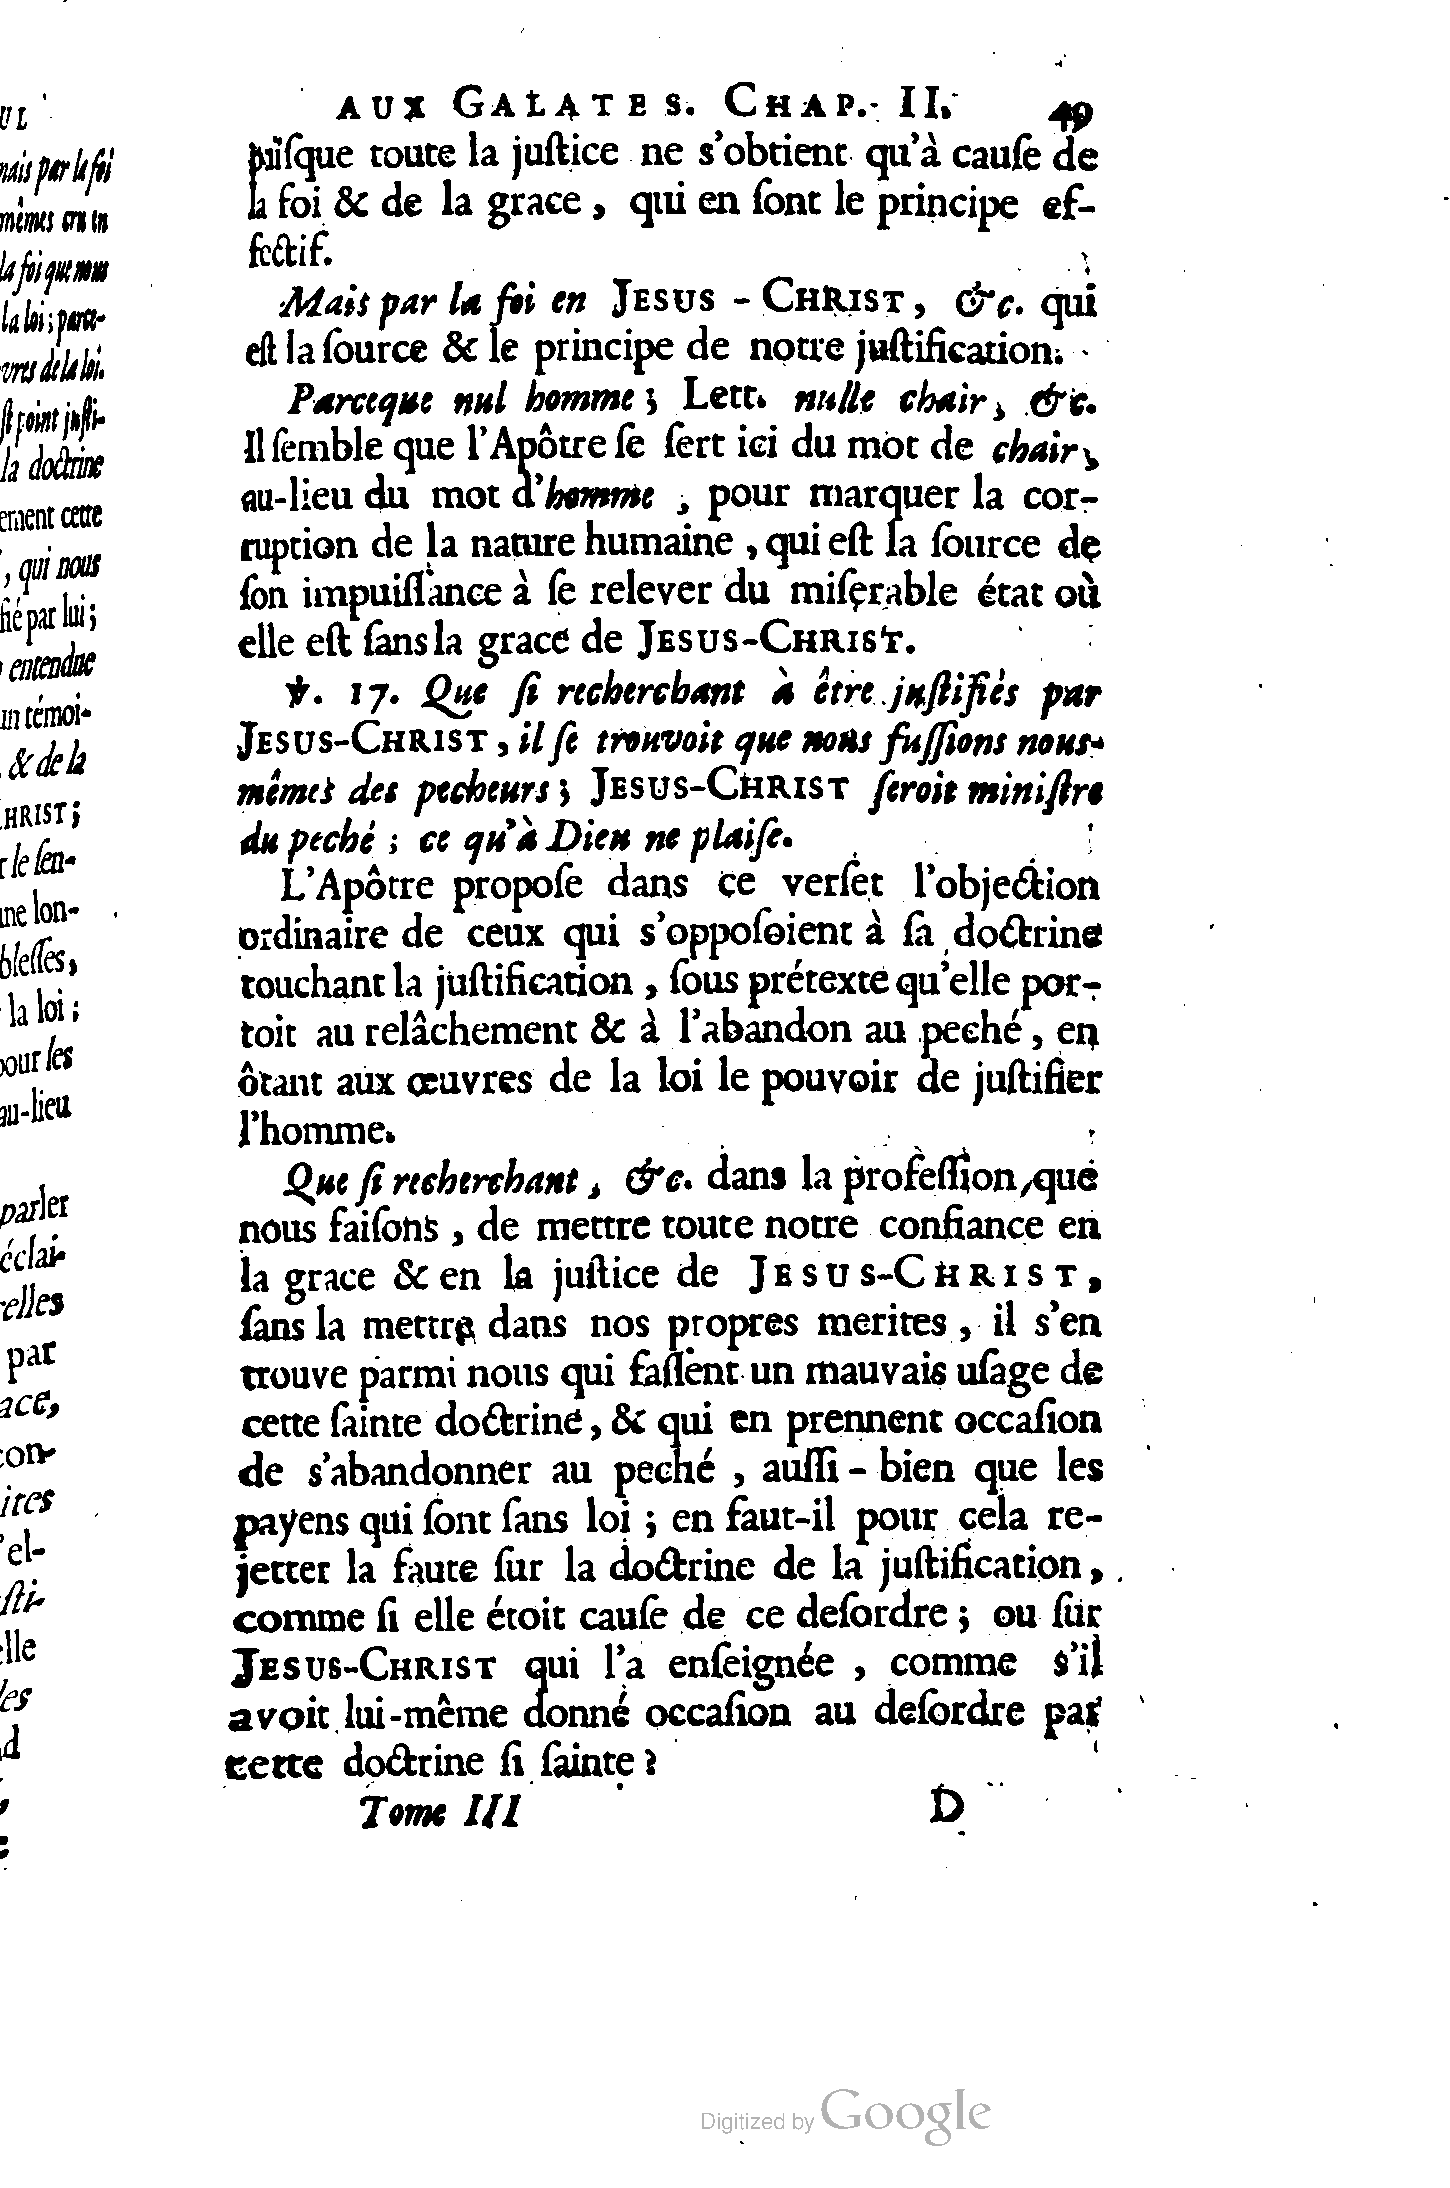 AUX GALATES. CHAP. II. 49
puisque toute la juſtice ne s'obtient qu'à cauſe de
la foi & de la grace, qui en ſont le principe ef-
fectif.
Mais par la foi en JESUS-CHRIST, &c. qui
eſt la ſource & le principe de notre juſtification.
Parceque nul homme; Lett. nulle chair, &c.
Il ſemble que l'Apôtre ſe ſert ici du mot de chair,
au-lieu du mot d'homme, pour marquer la cor-
ruption de la nature humaine, qui eſt la ſource de
ſon impuiſſance à ſe relever du miſerable état où
elle eſt ſans la grace de JESUS-CHRIST.
℣. 17. Que ſi recherchant à être juſtifiés par
JESUS-CHRIST, il ſe trouvoit que nous fuſſions nous-
mêmes des pecheurs; JESUS-CHRIST ſeroit miniſtre
du peché; ce qu'à Dieu ne plaiſe.
L'Apôtre propoſe dans ce verſet l'objection
ordinaire de ceux qui s'oppoſoient à ſa doctrine
touchant la juſtification, ſous prétexte qu'elle por-
toit au relâchement & à l'abandon au peché, en
ôtant aux œuvres de la loi le pouvoir de juſtifier
l'homme.
Que ſi recherchant, &c. dans la profeſſion que
nous faiſons, de mettre toute notre confiance en
la grace & en la juſtice de JESUS-CHRIST,
ſans la mettre dans nos propres merites, il s'en
trouve parmi nous qui faſſent un mauvais uſage de
cette ſainte doctrine, & qui en prennent occaſion
de s'abandonner au peché, auſſi-bien que les
payens qui ſont ſans loi; en faut-il pour cela re-
jetter la faute ſur la doctrine de la juſtification,
comme ſi elle étoit cauſe de ce deſordre; ou ſur
JESUS-CHRIST qui l'a enſeignée, comme s'il
avoit lui-même donné occaſion au deſordre par
cette doctrine ſi ſainte?
Tome III D
Digitized by Google